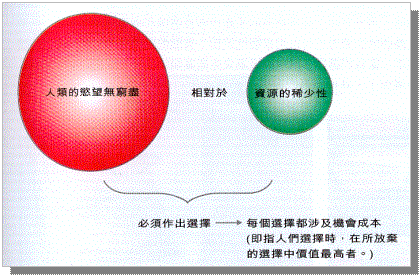 人類的慾望無窮盡
相對於
資源的稀少性
必須作出選擇
每個選擇都涉及機會成本
(即指人們選擇時，在所放棄
的選擇中價值最高者。)